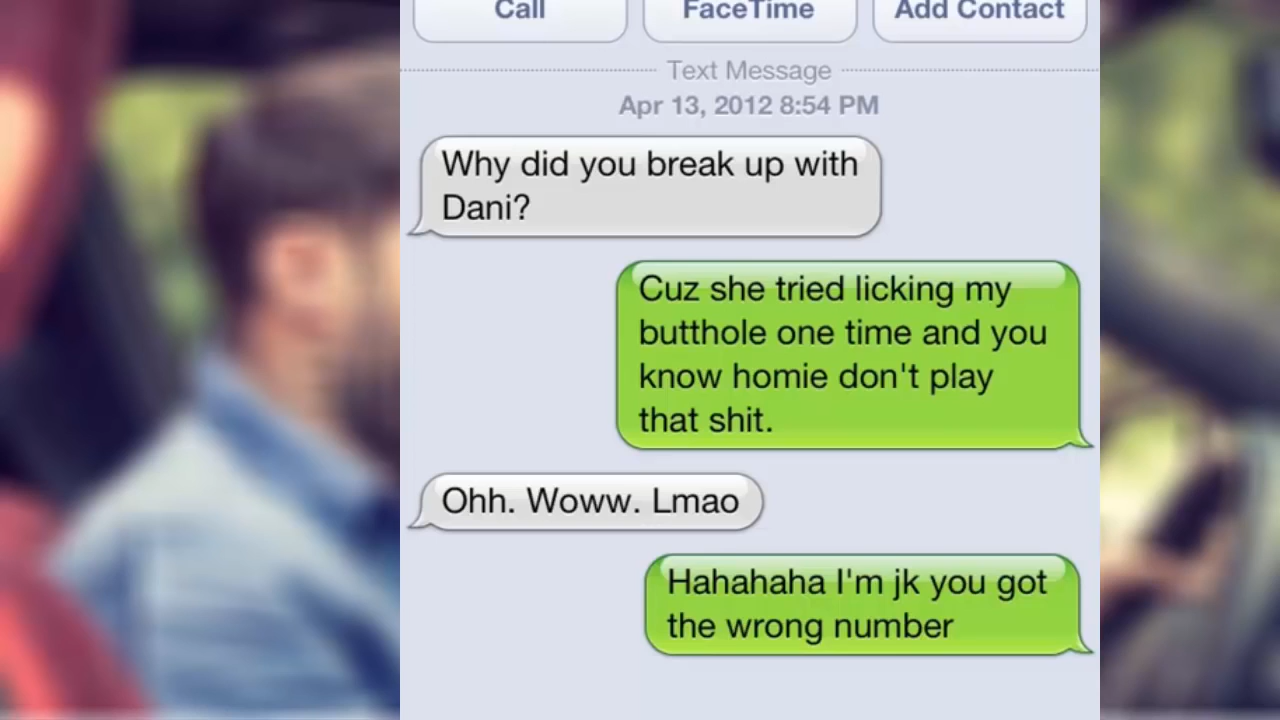 Call FaceTime Add Contact
Text Message
Apr 13, 2012 8:54 PM
Why did you break up with
Dani?
Cuz she tried licking my
butthole one time and you
know homie don't play
that shit.
Ohh. Woww. Lmao
Hahahaha I'm jk you got
the wrong number